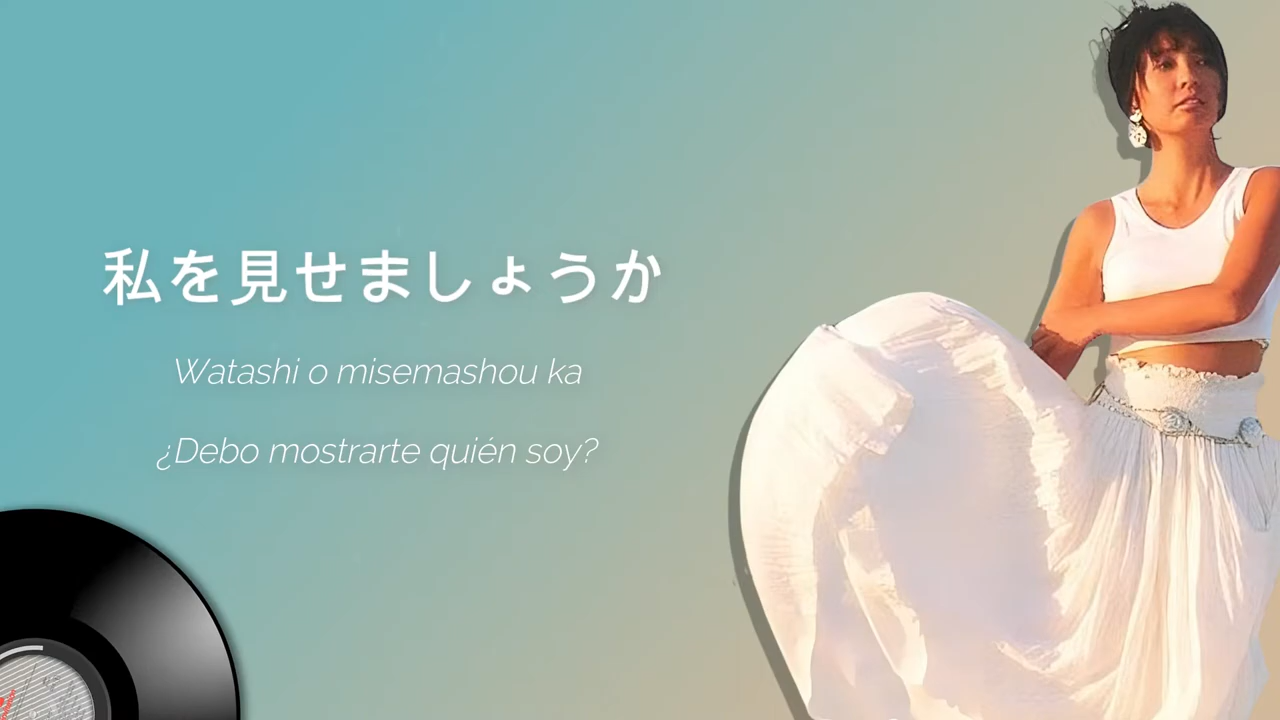 私を見せましょうか
Watashi o misemashou ka
¿Debo mostrarte quién soy?